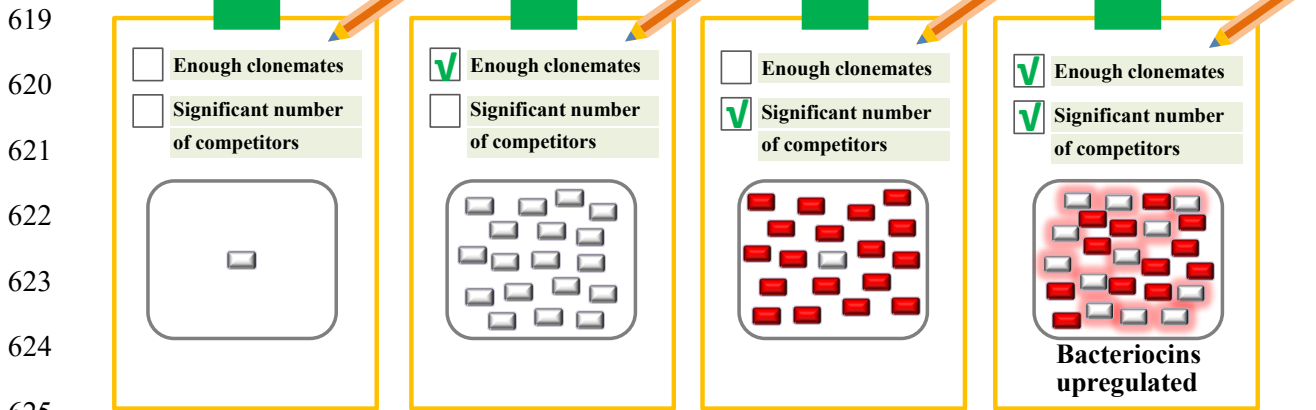 619
Enough clonemates
Significant number
of competitors
√ Enough clonemates
Significant number
of competitors
Enough clonemates
√ Significant number
of competitors
√ Enough clonemates
√ Significant number
of competitors
620
621
622
623
624
Bacteriocins
upregulated
625